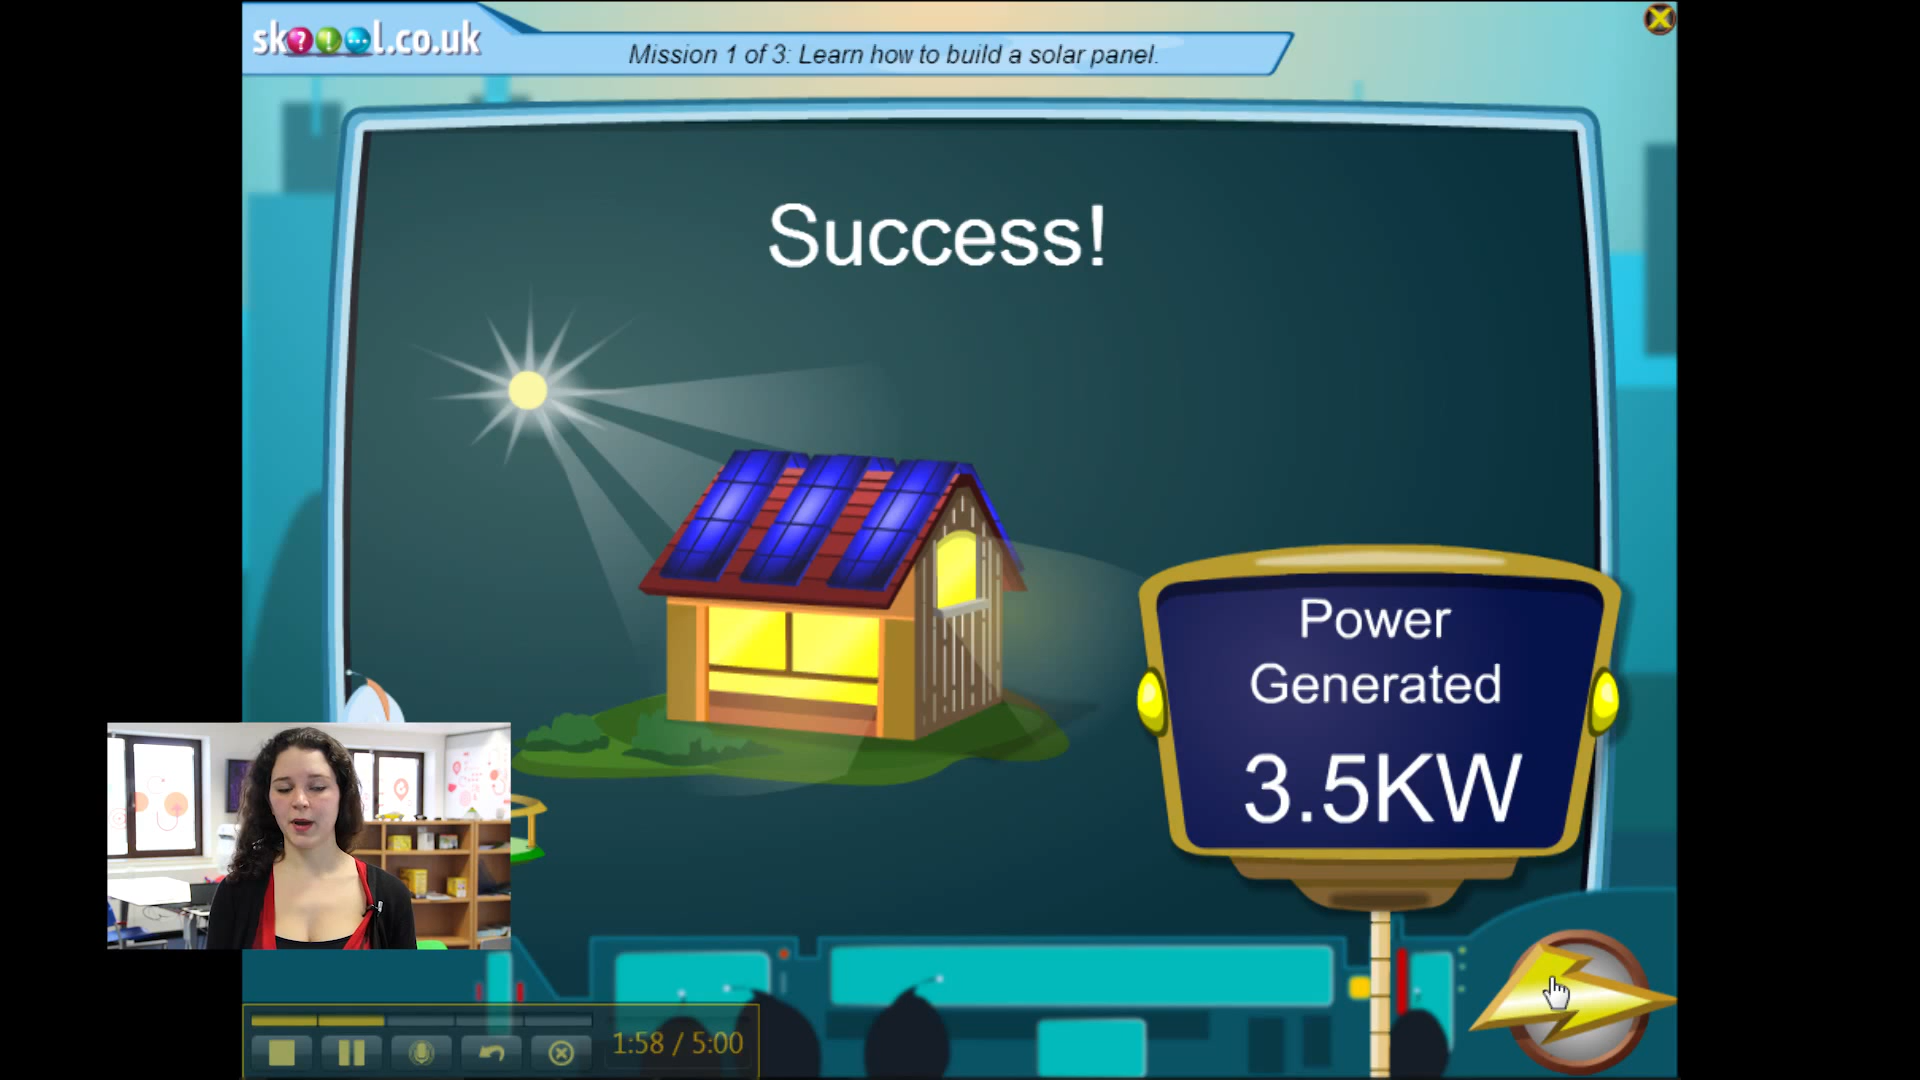 skoool.co.uk
Mission 1 of 3: Learn how to build a solar panel.
Success!
Power
Generated
3.5KW
1:58 / 5:00